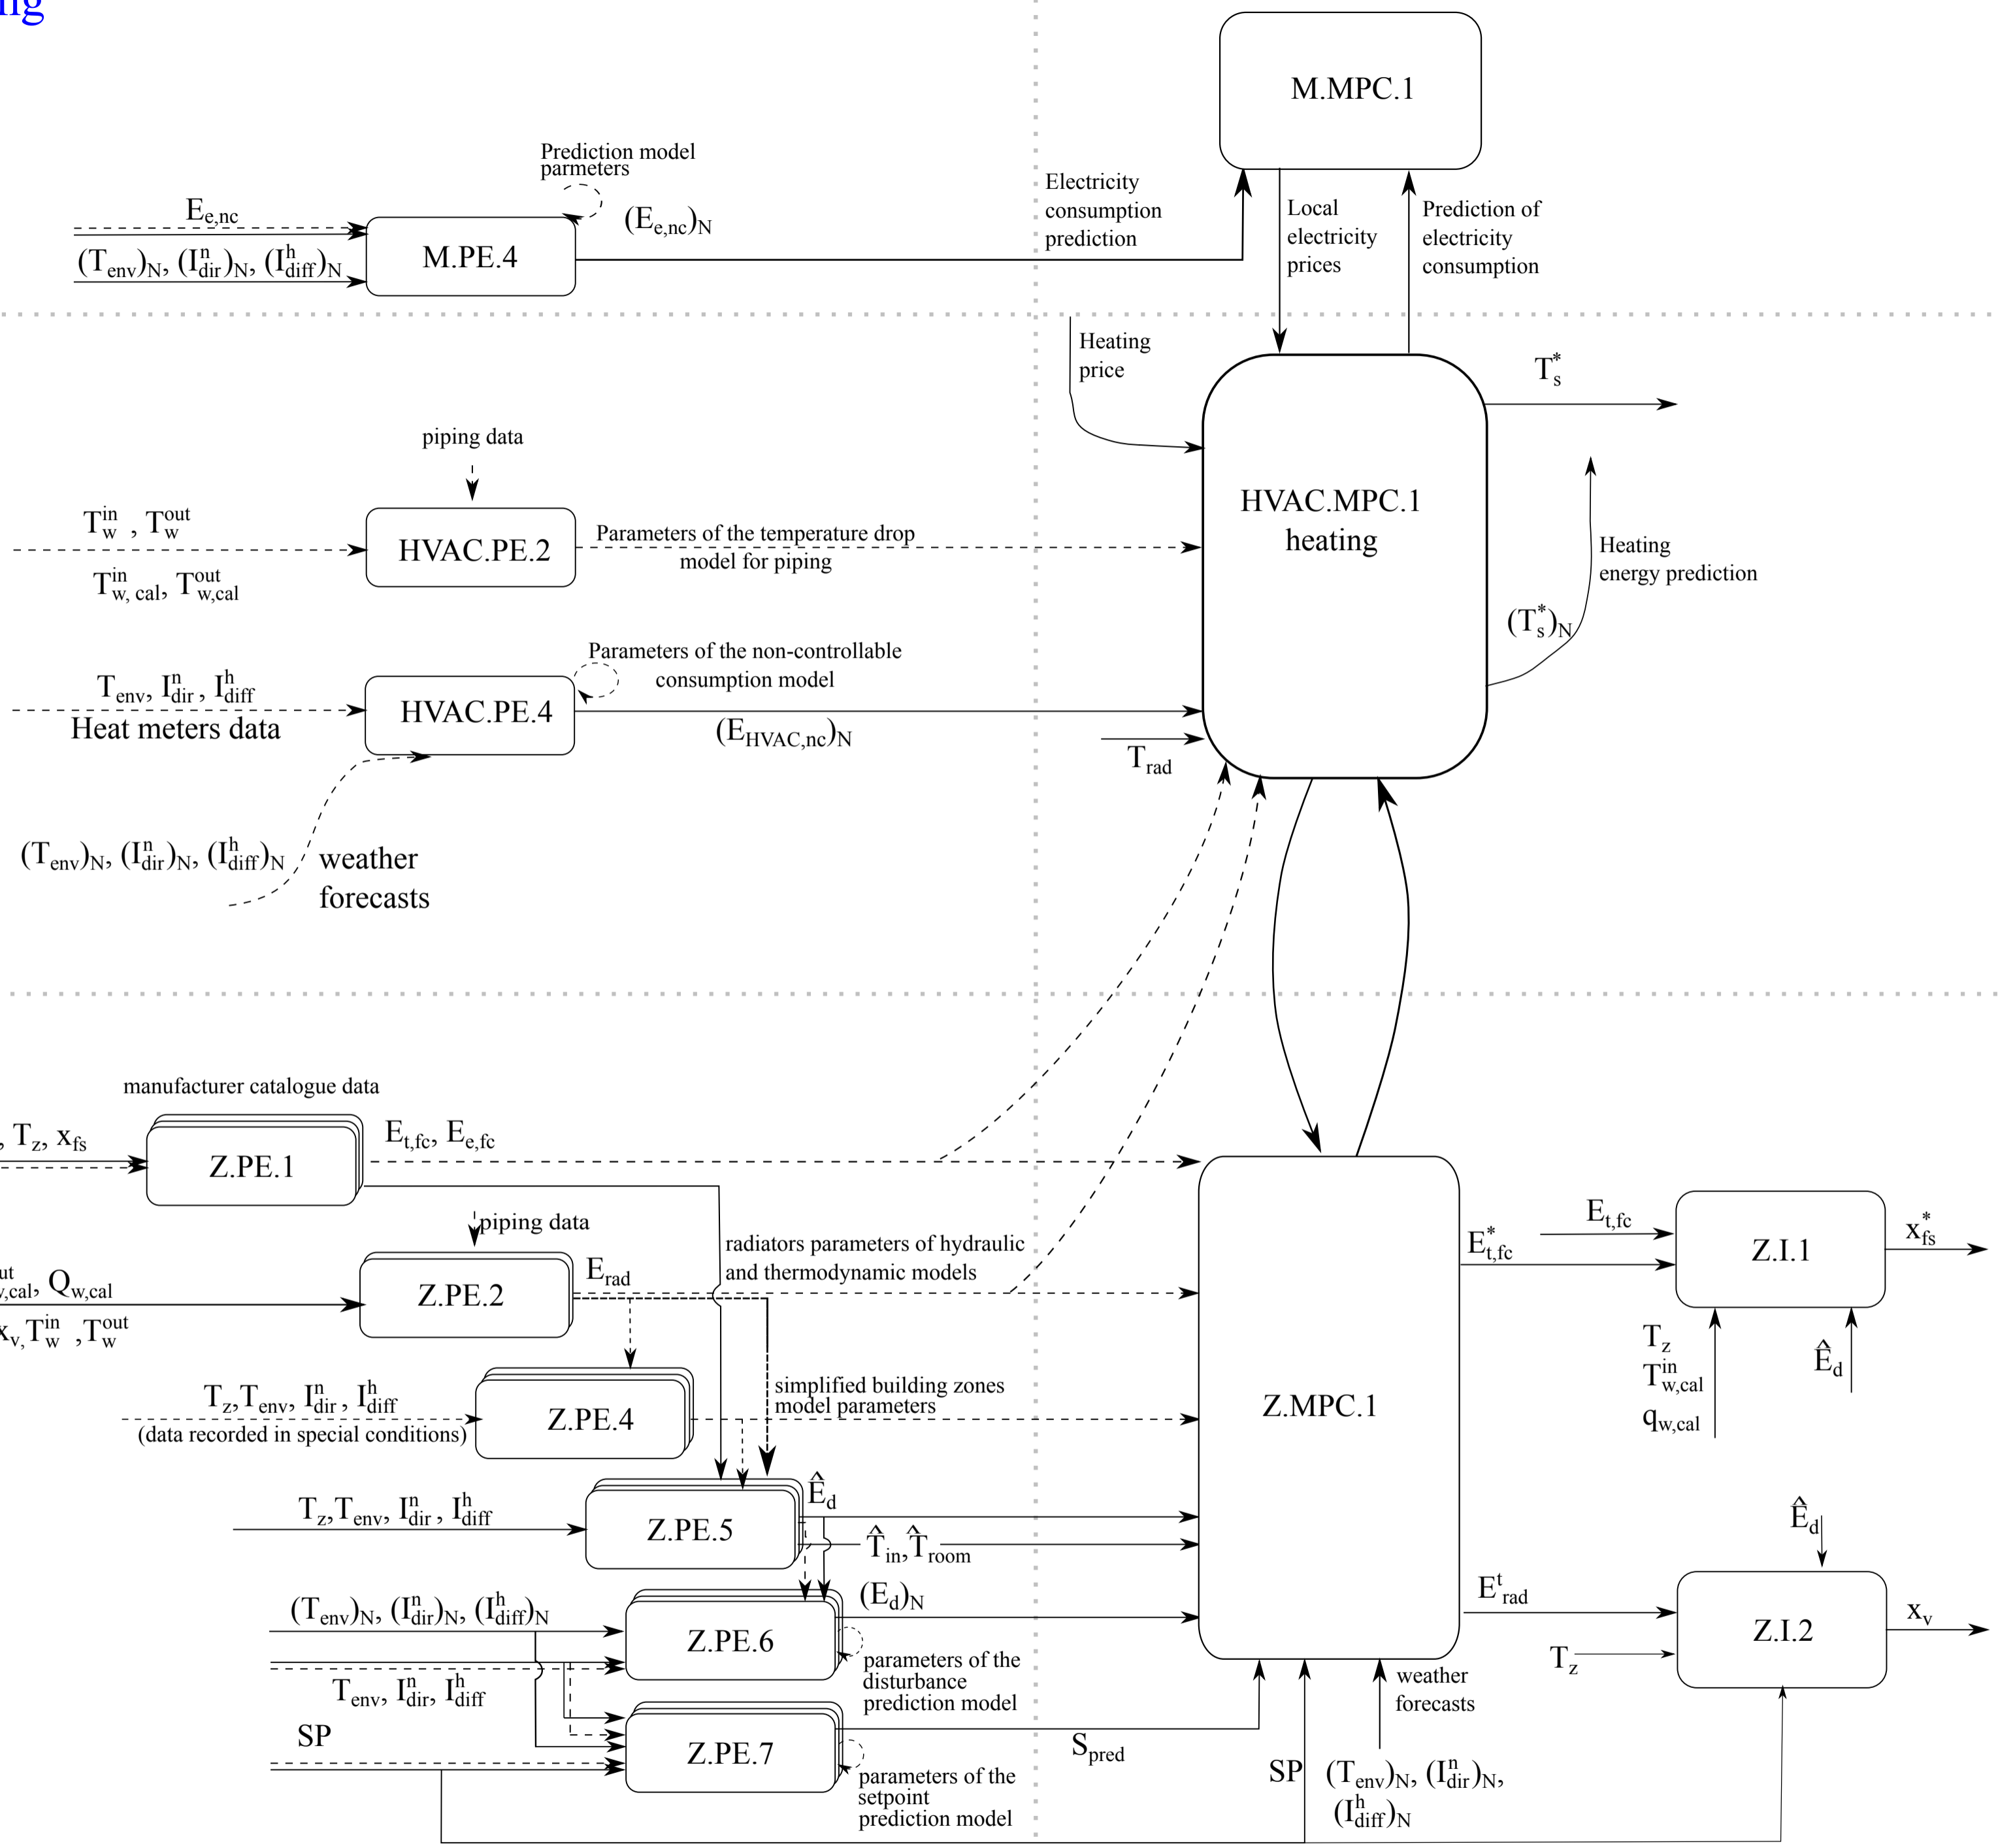 ng
M.MPC.1
Prediction model
parmeters
E_e,nc
(E_e,nc)_N
M.PE.4
(T_env)_N, (I^n_dir)_N, (I^h_diff)_N
Electricity
consumption
prediction
Local
electricity
prices
Prediction of
electricity
consumption
Heating
price
T^*_s
piping data
HVAC.MPC.1
heating
T^in_w , T^out_w
HVAC.PE.2
T^in_w, cal, T^out_w,cal
Parameters of the temperature drop
model for piping
Heating
energy prediction
(T^*_s)_N
Parameters of the non-controllable
consumption model
T_env, I^n_dir , I^h_diff
Heat meters data
HVAC.PE.4
(E_HVAC,nc)_N
T_rad
(T_env)_N, (I^n_dir)_N, (I^h_diff)_N
weather
forecasts
manufacturer catalogue data
, T_z, x_fs
Z.PE.1
E_t,fc, E_e,fc
piping data
Q_w,cal
Z.PE.2
E_rad
radiators parameters of hydraulic
and thermodynamic models
x_v,T^in_w ,T^out_w
E^*_t,fc
E_t,fc
Z.I.1
x^*_fs
T_z
T^in_w,cal
q_w,cal
Ê_d
T_z,T_env, I^n_dir , I^h_diff
(data recorded in special conditions)
Z.PE.4
simplified building zones
model parameters
Z.MPC.1
T_z,T_env, I^n_dir , I^h_diff
Z.PE.5
Ê_d
T̂_in,T̂_room
Ê_d
(T_env)_N, (I^n_dir)_N, (I^h_diff)_N
Z.PE.6
(E_d)_N
E^t_rad
Z.I.2
x_v
T_z
T_env, I^n_dir, I^h_diff
parameters of the
disturbance
prediction model
weather
forecasts
SP
Z.PE.7
S_pred
SP
(T_env)_N, (I^n_dir)_N,
(I^h_diff)_N
parameters of the
setpoint
prediction model